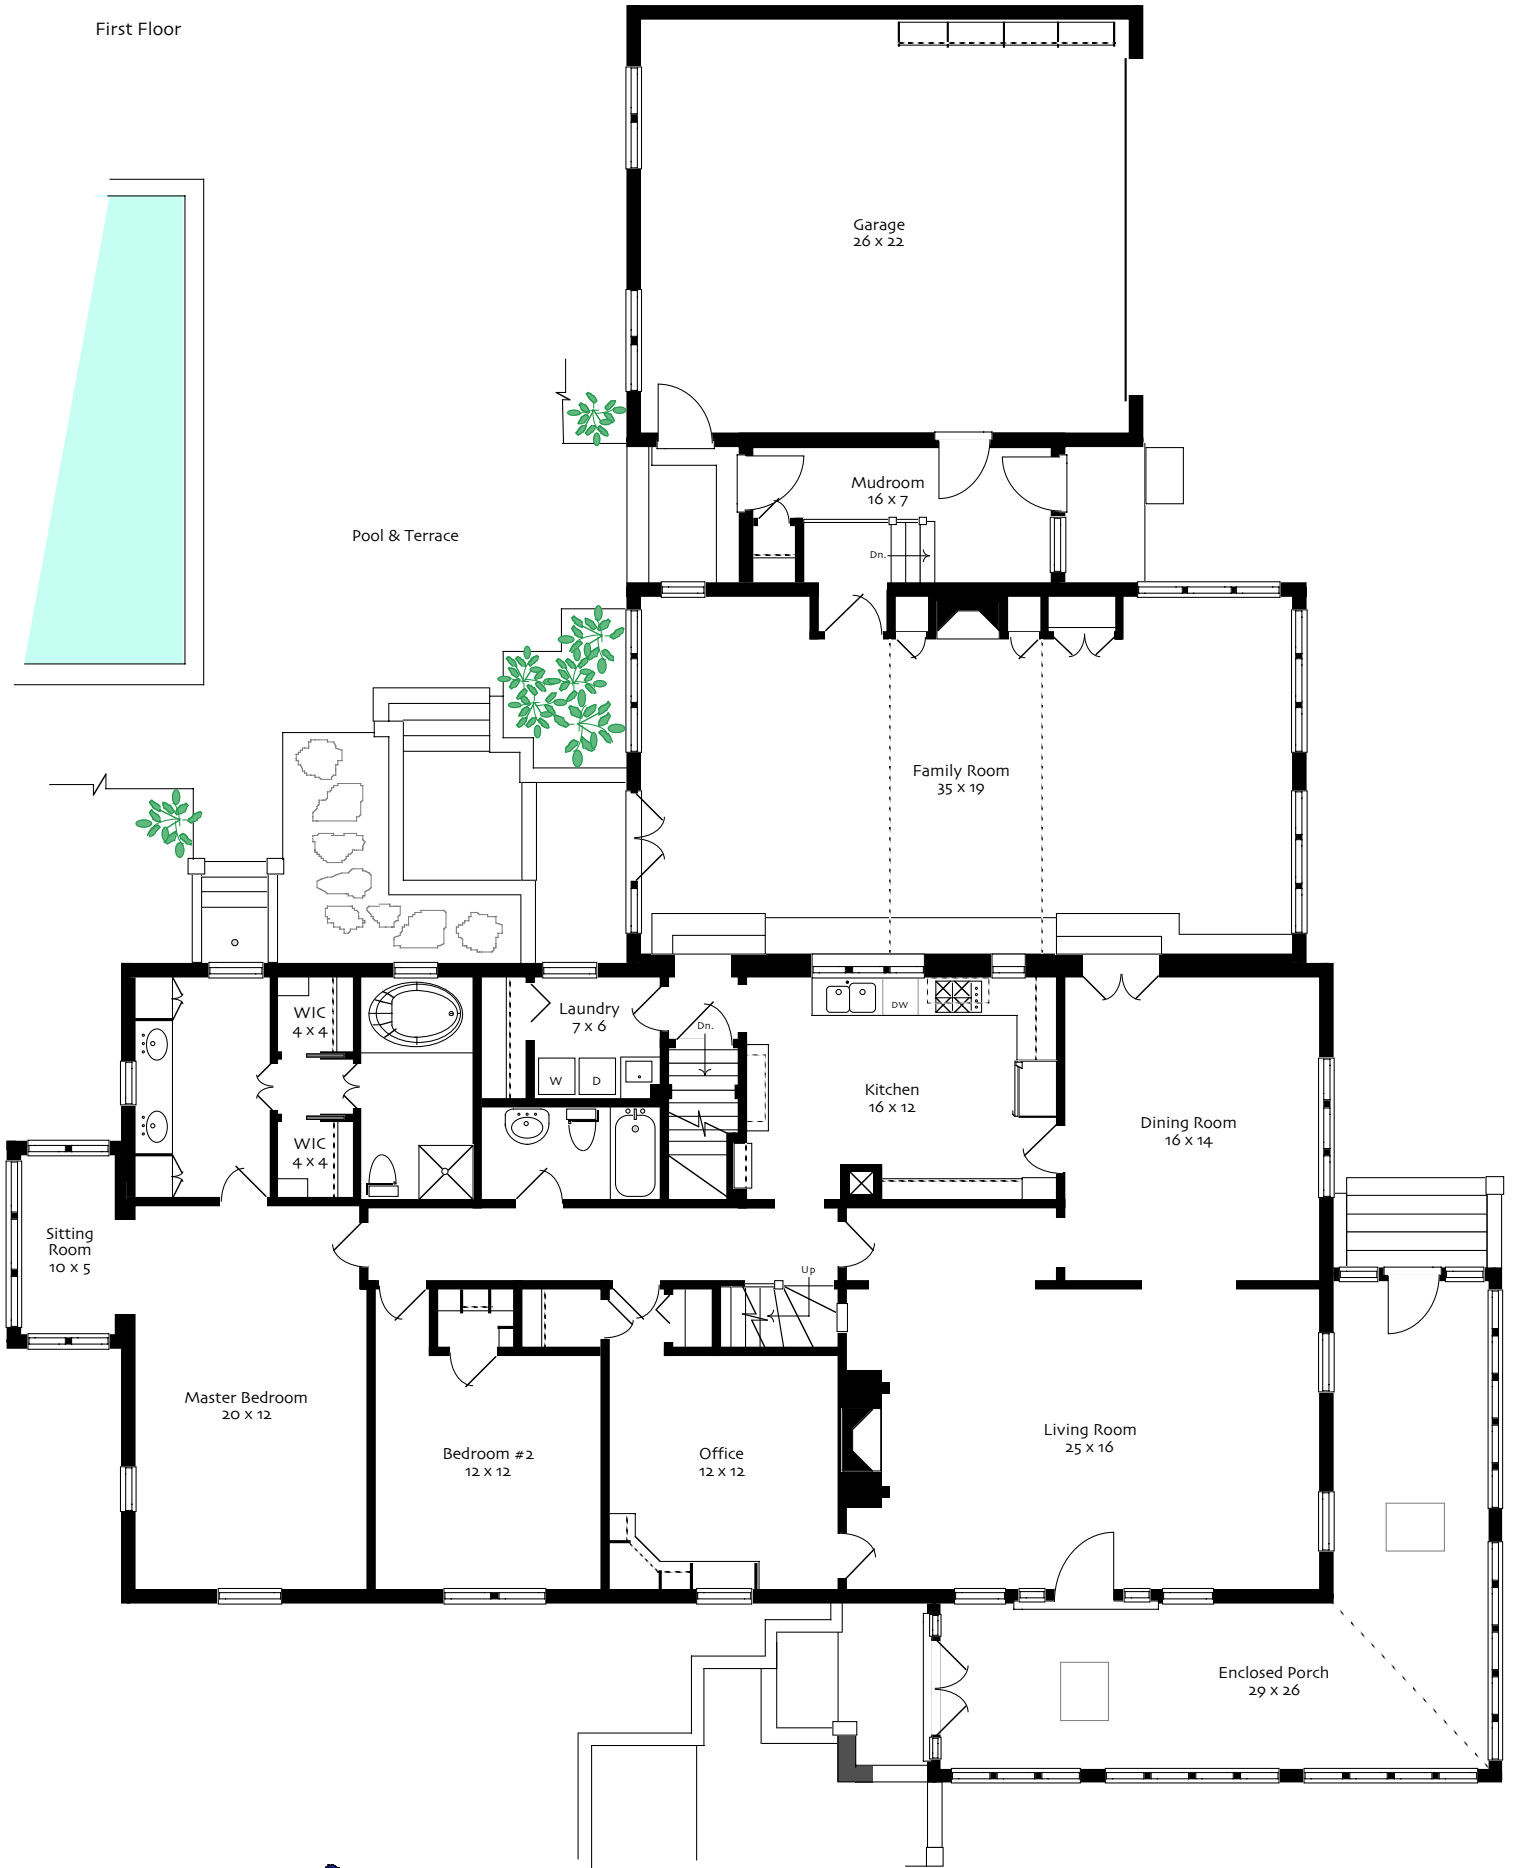 First Floor
Garage
26 x 22
Mudroom
16 x 7
Dn.
Pool & Terrace
Family Room
35 x 19
WIC
4 x 4
Laundry
7 x 6
W
D
Dn.
DW
Kitchen
16 x 12
Dining Room
16 x 14
WIC
4 x 4
Sitting
Room
10 x 5
Up
Master Bedroom
20 x 12
Bedroom #2
12 x 12
Office
12 x 12
Living Room
25 x 16
Enclosed Porch
29 x 26